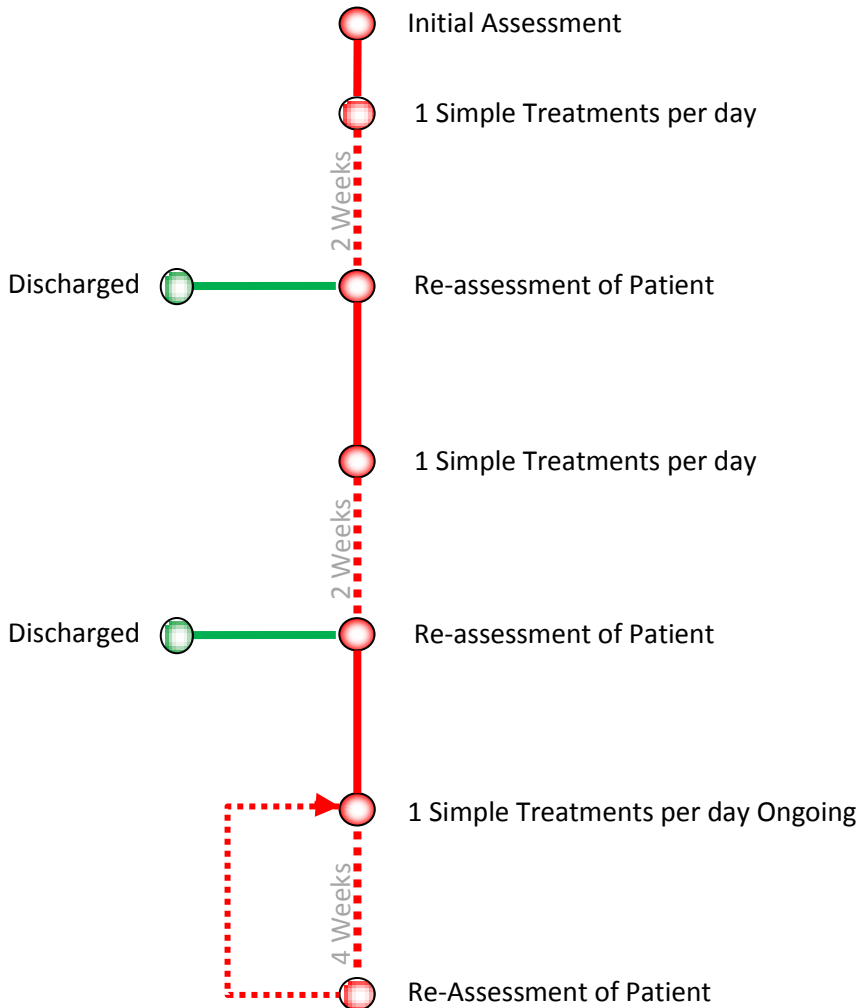 Initial Assessment
1 Simple Treatments per day
2 Weeks
Discharged
Re-assessment of Patient
1 Simple Treatments per day
2 Weeks
Discharged
Re-assessment of Patient
1 Simple Treatments per day Ongoing
4 Weeks
Re-Assessment of Patient